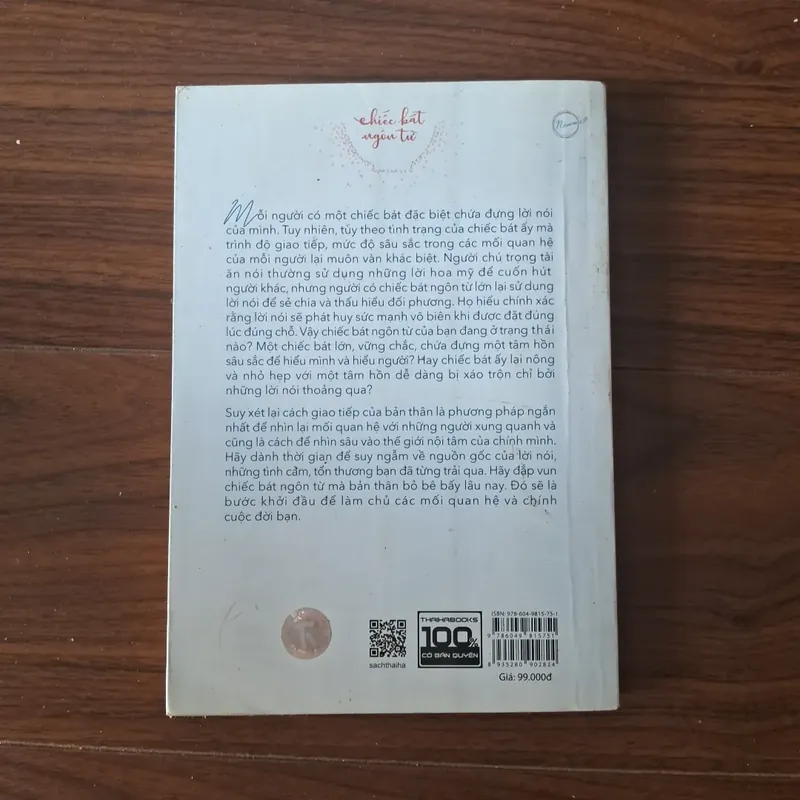 chiếc bát
ngôn từ
Mỗi người có một chiếc bát đặc biệt chứa đựng lời nói
của mình. Tuy nhiên, tùy theo tình trạng của chiếc bát ấy mà
trình độ giao tiếp, mức độ sâu sắc trong các mối quan hệ
của mỗi người lại muôn vàn khác biệt. Người chú trọng tài
ăn nói thường sử dụng những lời hoa mỹ để cuốn hút
người khác, nhưng người có chiếc bát ngôn từ lớn lại sử dụng
lời nói để sẻ chia và thấu hiểu đối phương. Họ hiểu chính xác
rằng lời nói sẽ phát huy sức mạnh vô biên khi được đặt đúng
lúc đúng chỗ. Vậy chiếc bát ngôn từ của bạn đang ở trạng thái
nào? Một chiếc bát lớn, vững chắc, chứa đựng một tâm hồn
sâu sắc để hiểu mình và hiểu người? Hay chiếc bát ấy lại nông
và nhỏ hẹp với một tâm hồn dễ dàng bị xáo trộn chỉ bởi
những lời nói thoảng qua?
Suy xét lại cách giao tiếp của bản thân là phương pháp ngắn
nhất để nhìn lại mối quan hệ với những người xung quanh và
cũng là cách để nhìn sâu vào thế giới nội tâm của chính mình.
Hãy dành thời gian để suy ngẫm về nguồn gốc của lời nói,
những tình cảm, tổn thương bạn đã từng trải qua. Hãy đắp vun
chiếc bát ngôn từ mà bản thân bỏ bê bấy lâu nay. Đó sẽ là
bước khởi đầu để làm chủ các mối quan hệ và chính
cuộc đời bạn.
sachthaiha
THAIHABOOKS
100%
CÓ BẢN QUYỀN
ISBN: 978-604-9815-75-1
9 786049 815751
8 935280 902824
Giá: 99.000đ